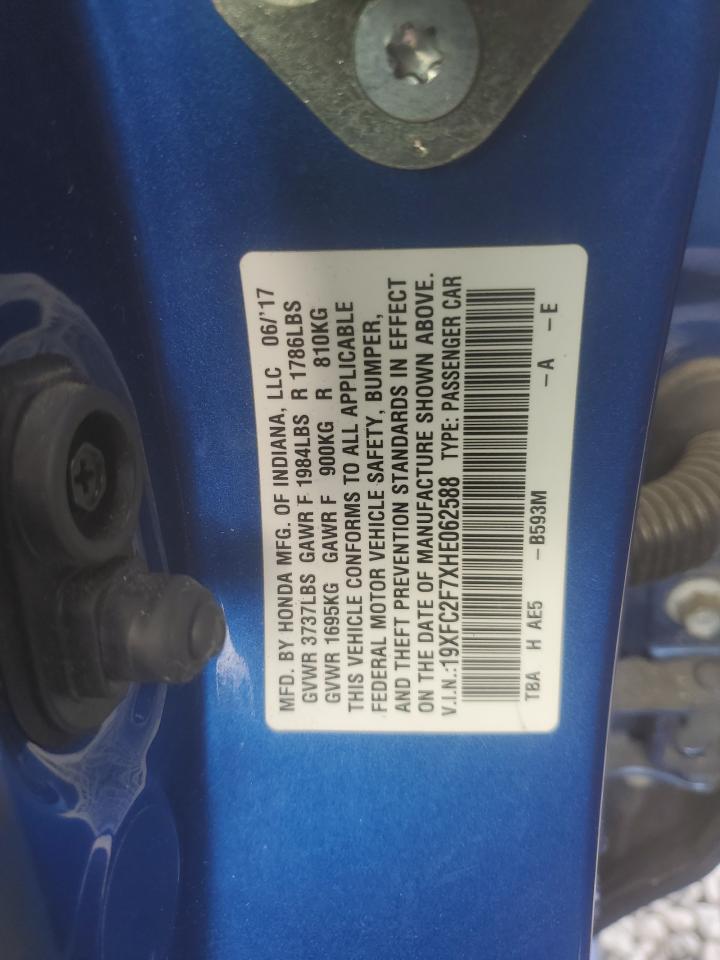 MFD. BY HONDA MFG. OF INDIANA, LLC 06/'17
GVWR 3737LBS GAWR F 1984LBS R 1786LBS
GVWR 1695KG GAWR F 900KG R 810KG
THIS VEHICLE CONFORMS TO ALL APPLICABLE
FEDERAL MOTOR VEHICLE SAFETY, BUMPER,
AND THEFT PREVENTION STANDARDS IN EFFECT
ON THE DATE OF MANUFACTURE SHOWN ABOVE.
V.I.N.:19XFC2F7XHE062588 TYPE: PASSENGER CAR
TBA H AE5 –B593M –A –E